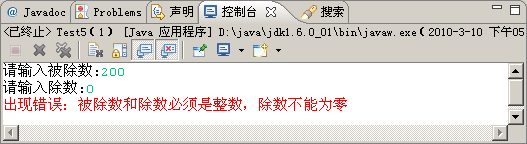 @ Javadoc Problems 声明 控制台 搜索
<已终止> Test5(1) [Java 应用程序] D:\java\jdk1.6.0_01\bin\javaw.exe(2010-3-10 下午05
请输入被除数:200
请输入除数:0
出现错误: 被除数和除数必须是整数, 除数不能为零